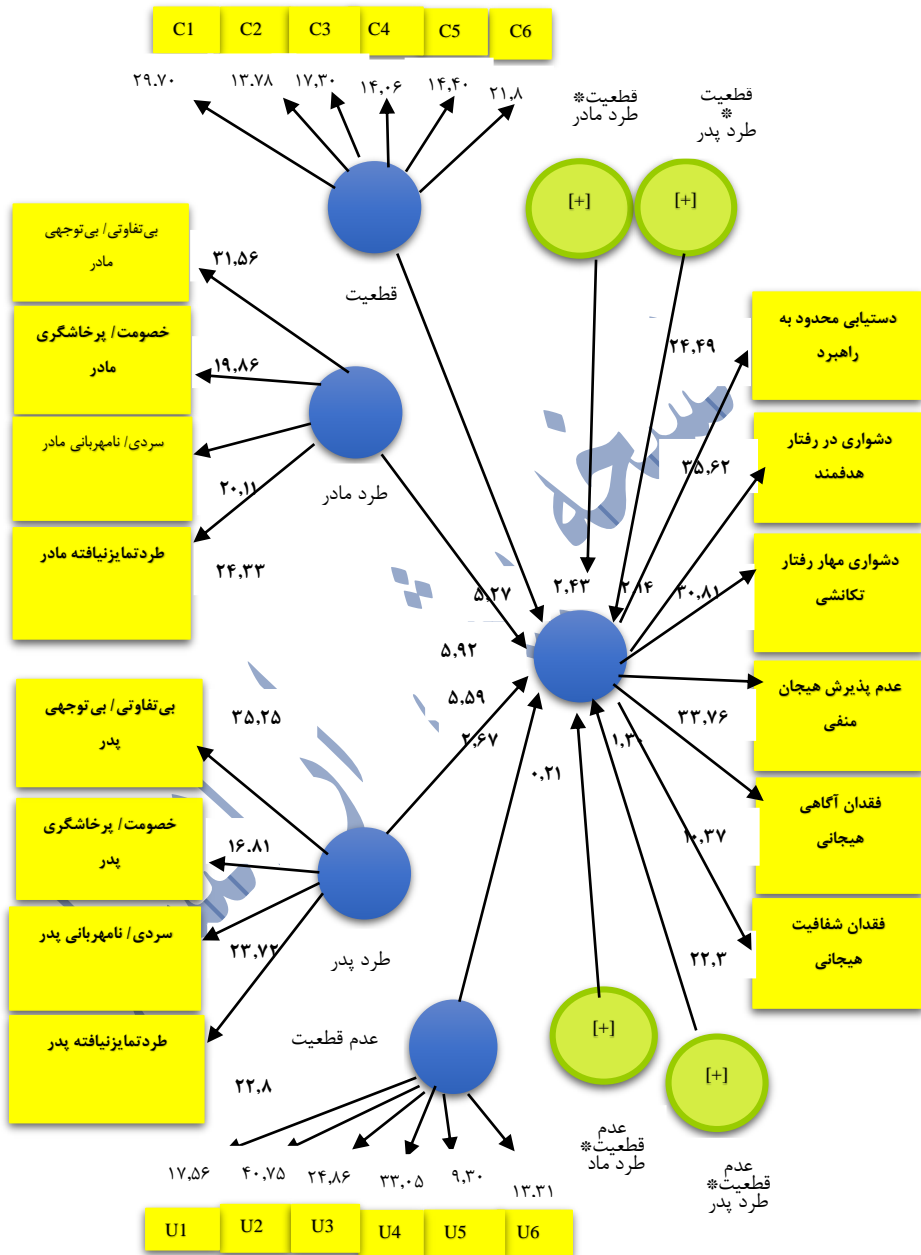 C1 C2 C3 C4 C5 C6
۲۹.۷۰ ۱۳.۷۸ ۱۷,۳۰ ۱۴,۰۶ ۱۴,۴۰ ۲۱,۸
قطعیت*
طرد مادر
قطعیت
*
طرد پدر
[+]
[+]
قطعیت
بی‌تفاوتی/ بی‌توجهی
مادر
۳۱,۵۶
خصومت/ پرخاشگری
مادر
۱۹,۸۶
سردی/ نامهربانی مادر
۲۰,۱۱
طردتمایزنیافته مادر
۲۴,۳۳
طرد مادر
دستیابی محدود به
راهبرد
۲۴,۴۹
دشواری در رفتار
هدفمند
۳۵,۶۲
دشواری مهار رفتار
تکانشی
۳۰,۸۱
عدم پذیرش هیجان
منفی
۳۳,۷۶
فقدان آگاهی
هیجانی
۱۰,۳۷
فقدان شفافیت
هیجانی
۲۲,۳
۵,۲۷
۲,۴۳
۲,۱۴
۵,۹۲
۵,۵۹
۲,۶۷
۰,۲۱
بی‌تفاوتی/ بی‌توجهی
پدر
۳۵,۲۵
خصومت/ پرخاشگری
پدر
۱۶.۸۱
سردی/ نامهربانی پدر
۲۳,۷۲
طردتمایزنیافته پدر
۲۲,۸
طرد پدر
عدم قطعیت
[+]
[+]
عدم
قطعیت*
طرد ماد
عدم
قطعیت*
طرد پدر
۱۷,۵۶ ۴۰,۷۵ ۲۴,۸۶ ۳۳,۰۵ ۹,۳۰ ۱۳.۳۱
U1 U2 U3 U4 U5 U6